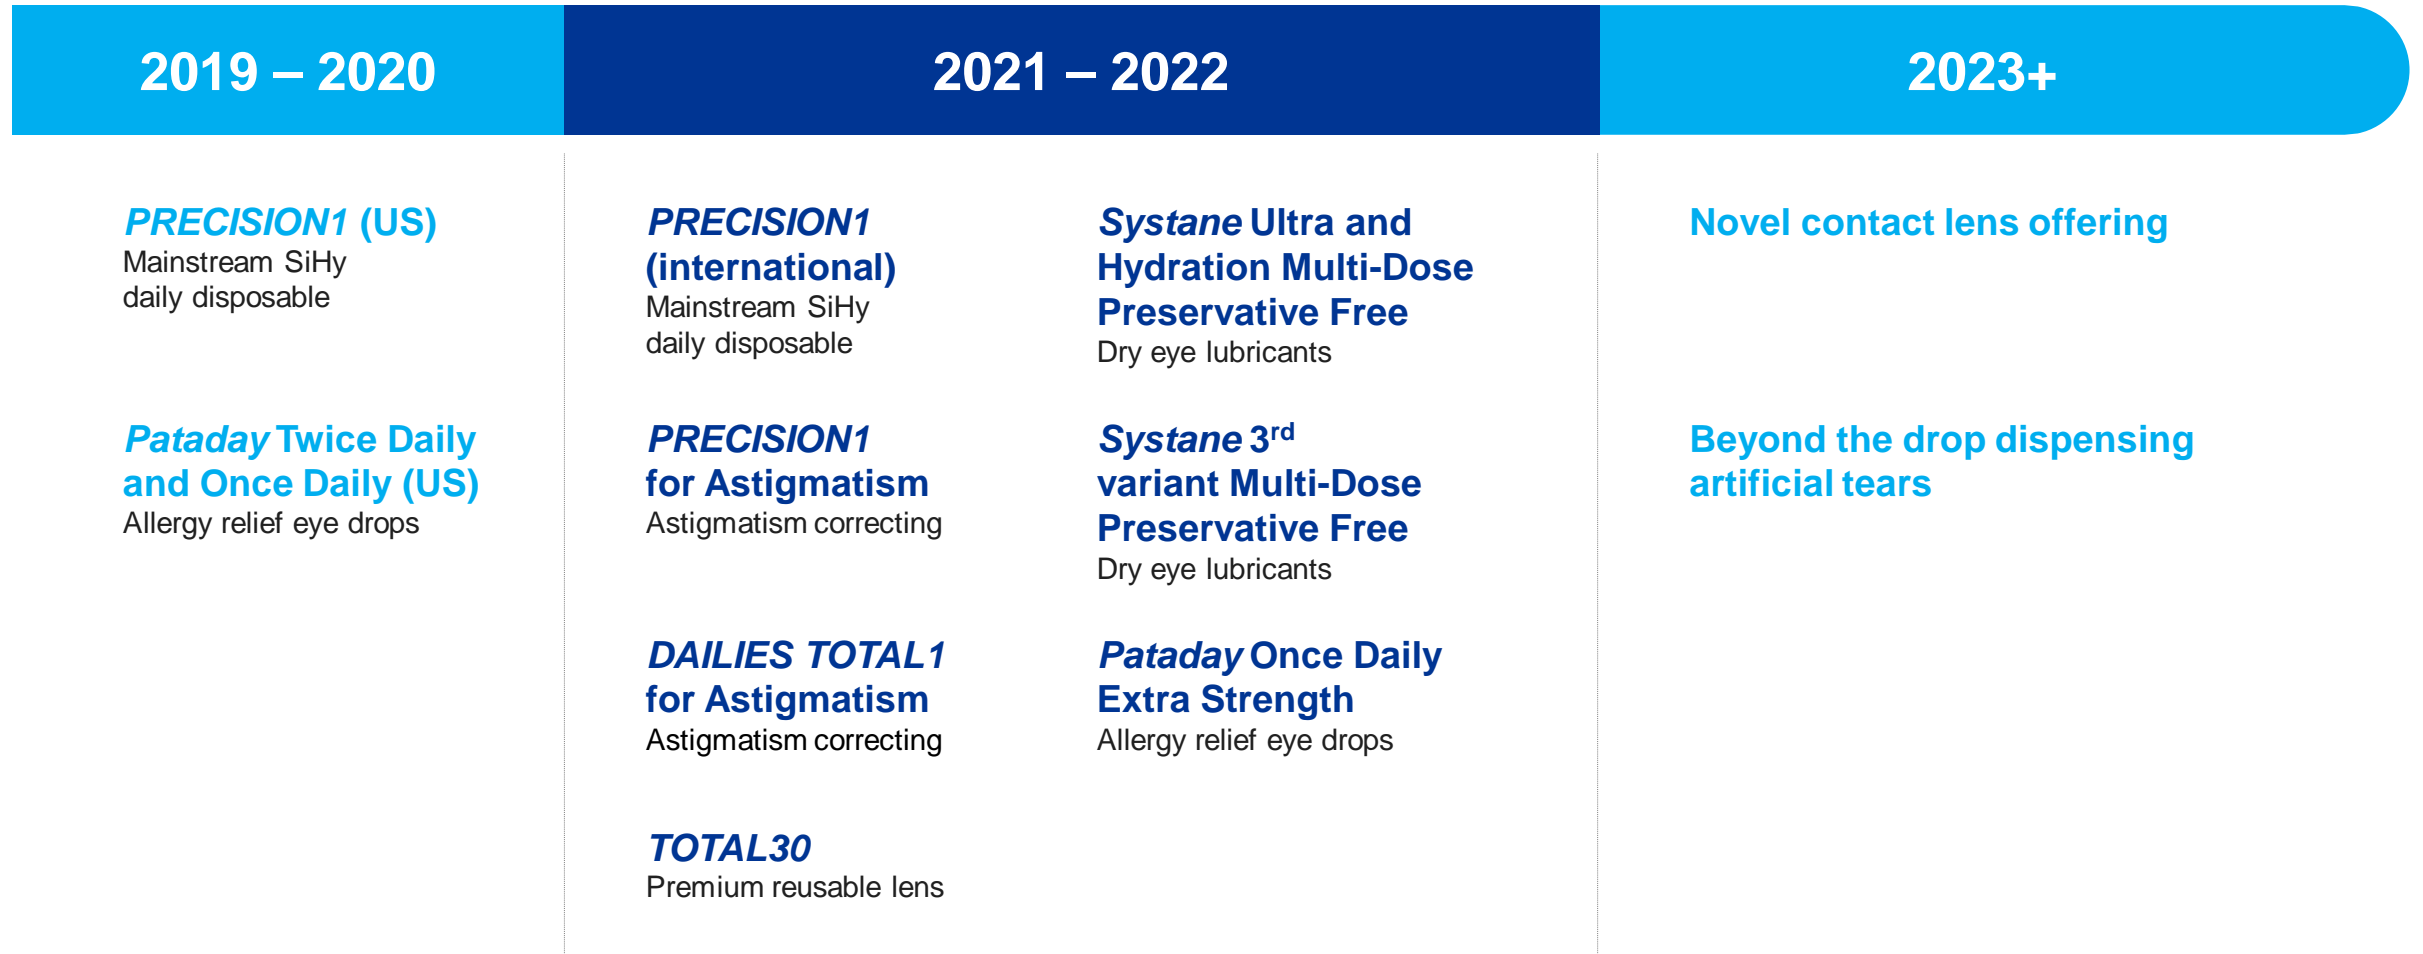 2019 – 2020
2021 – 2022
2023+
PRECISION1 (US)
Mainstream SiHy
daily disposable
Pataday Twice Daily
and Once Daily (US)
Allergy relief eye drops
PRECISION1
(international)
Mainstream SiHy
daily disposable
PRECISION1
for Astigmatism
Astigmatism correcting
DAILIES TOTAL1
for Astigmatism
Astigmatism correcting
TOTAL30
Premium reusable lens
Systane Ultra and
Hydration Multi-Dose
Preservative Free
Dry eye lubricants
Systane 3rd
variant Multi-Dose
Preservative Free
Dry eye lubricants
Pataday Once Daily
Extra Strength
Allergy relief eye drops
Novel contact lens offering
Beyond the drop dispensing
artificial tears